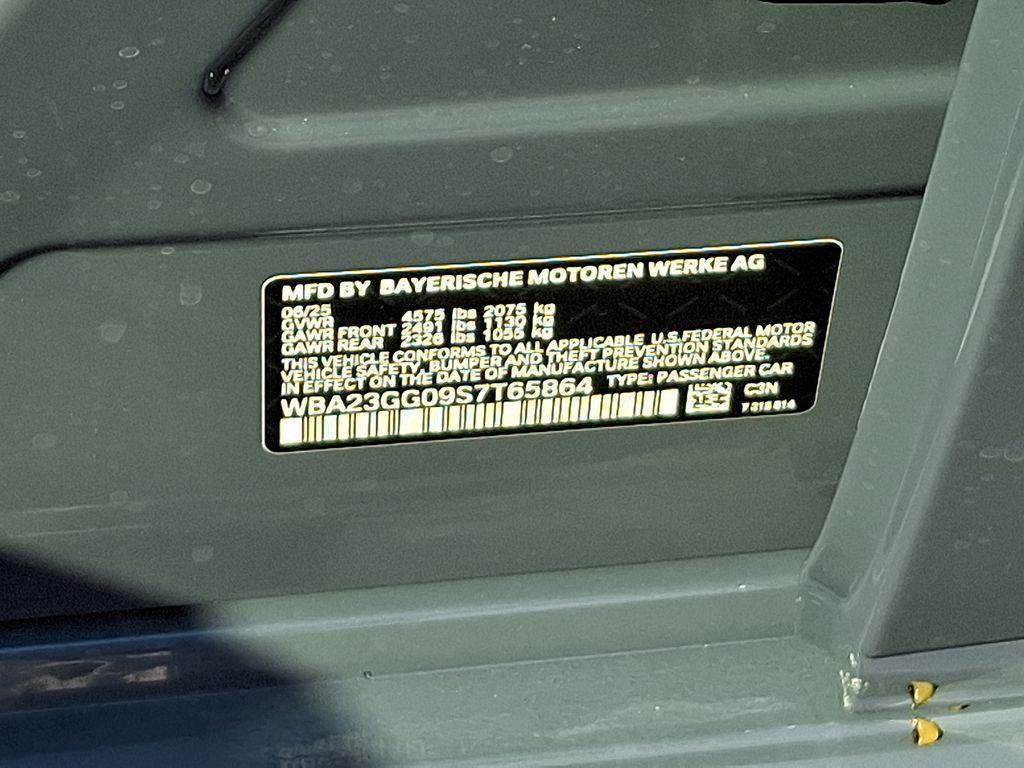 MFD BY BAYERISCHE MOTOREN WERKE AG
06/25
GVWR 4575 lbs 2075 kg
GAWR FRONT 2491 lbs 1130 kg
GAWR REAR 2326 lbs 1055 kg
THIS VEHICLE CONFORMS TO ALL APPLICABLE U.S. FEDERAL MOTOR
VEHICLE SAFETY, BUMPER AND THEFT PREVENTION STANDARDS
IN EFFECT ON THE DATE OF MANUFACTURE SHOWN ABOVE.
WBA23GG09S7T65864 TYPE: PASSENGER CAR
C3N